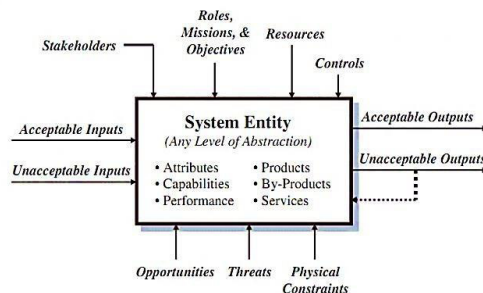 Roles,
Missions, &
Objectives
Stakeholders
Resources
Controls
System Entity
(Any Level of Abstraction)
Acceptable Inputs
Acceptable Outputs
Unacceptable Inputs
Unacceptable Outputs
• Attributes • Products
• Capabilities • By-Products
• Performance • Services
Opportunities Threats Physical
Constraints